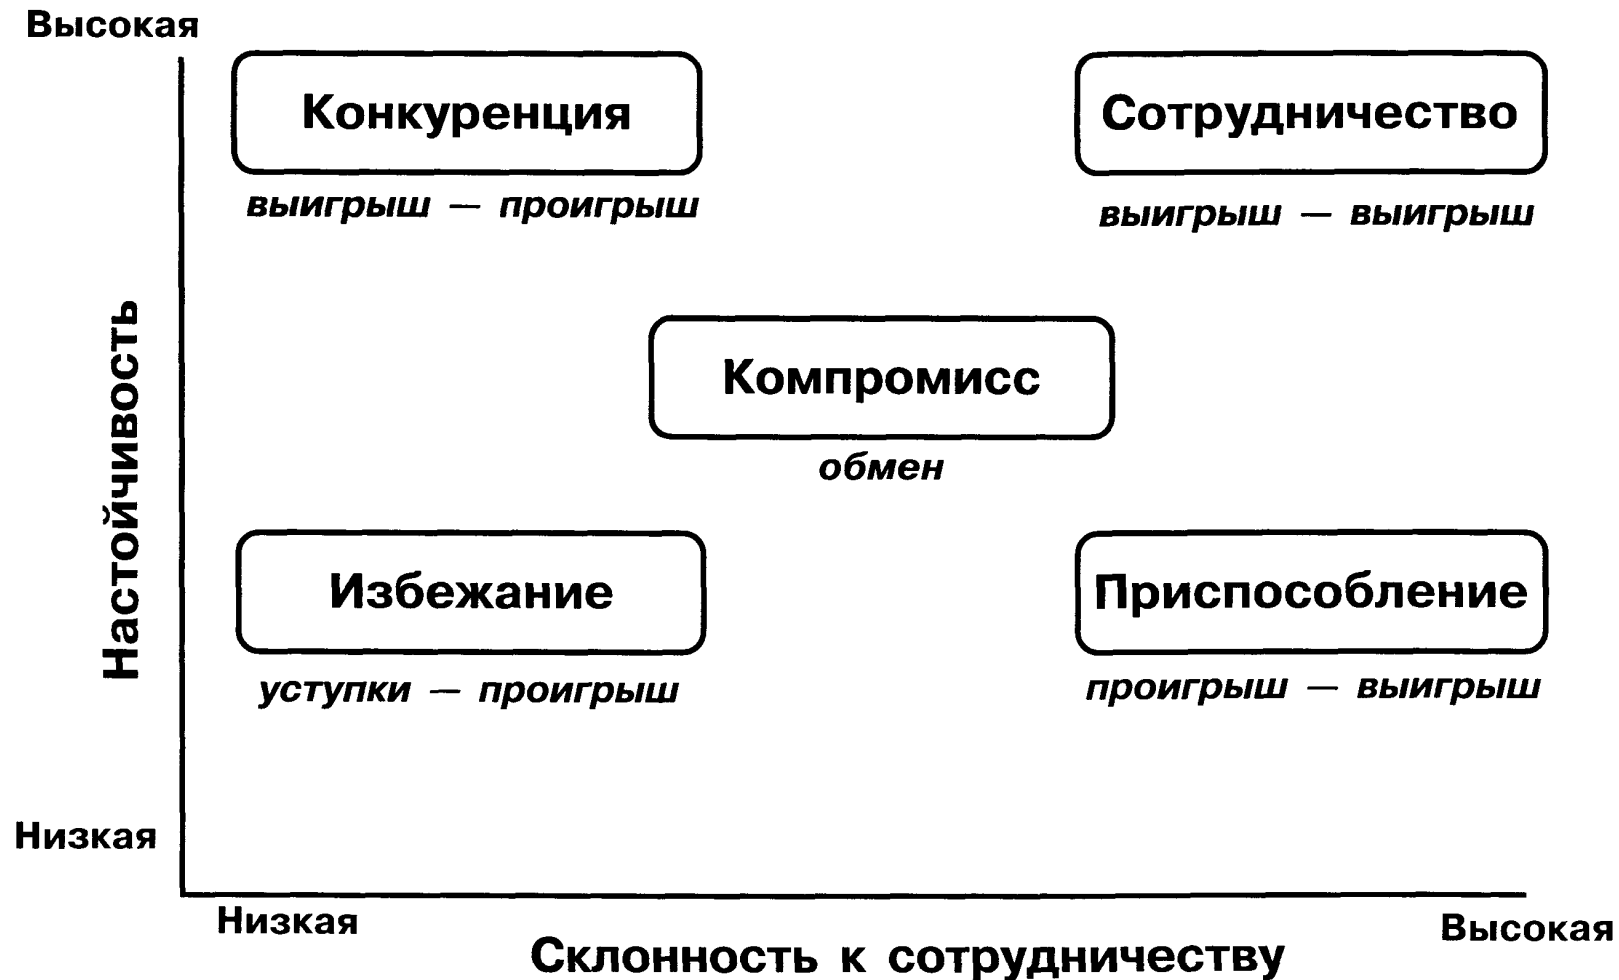 Высокая
Конкуренция
Сотрудничество
выигрыш — проигрыш
выигрыш — выигрыш
Настойчивость
Компромисс
обмен
Избежание
Приспособление
уступки — проигрыш
проигрыш — выигрыш
Низкая
Низкая
Высокая
Склонность к сотрудничеству